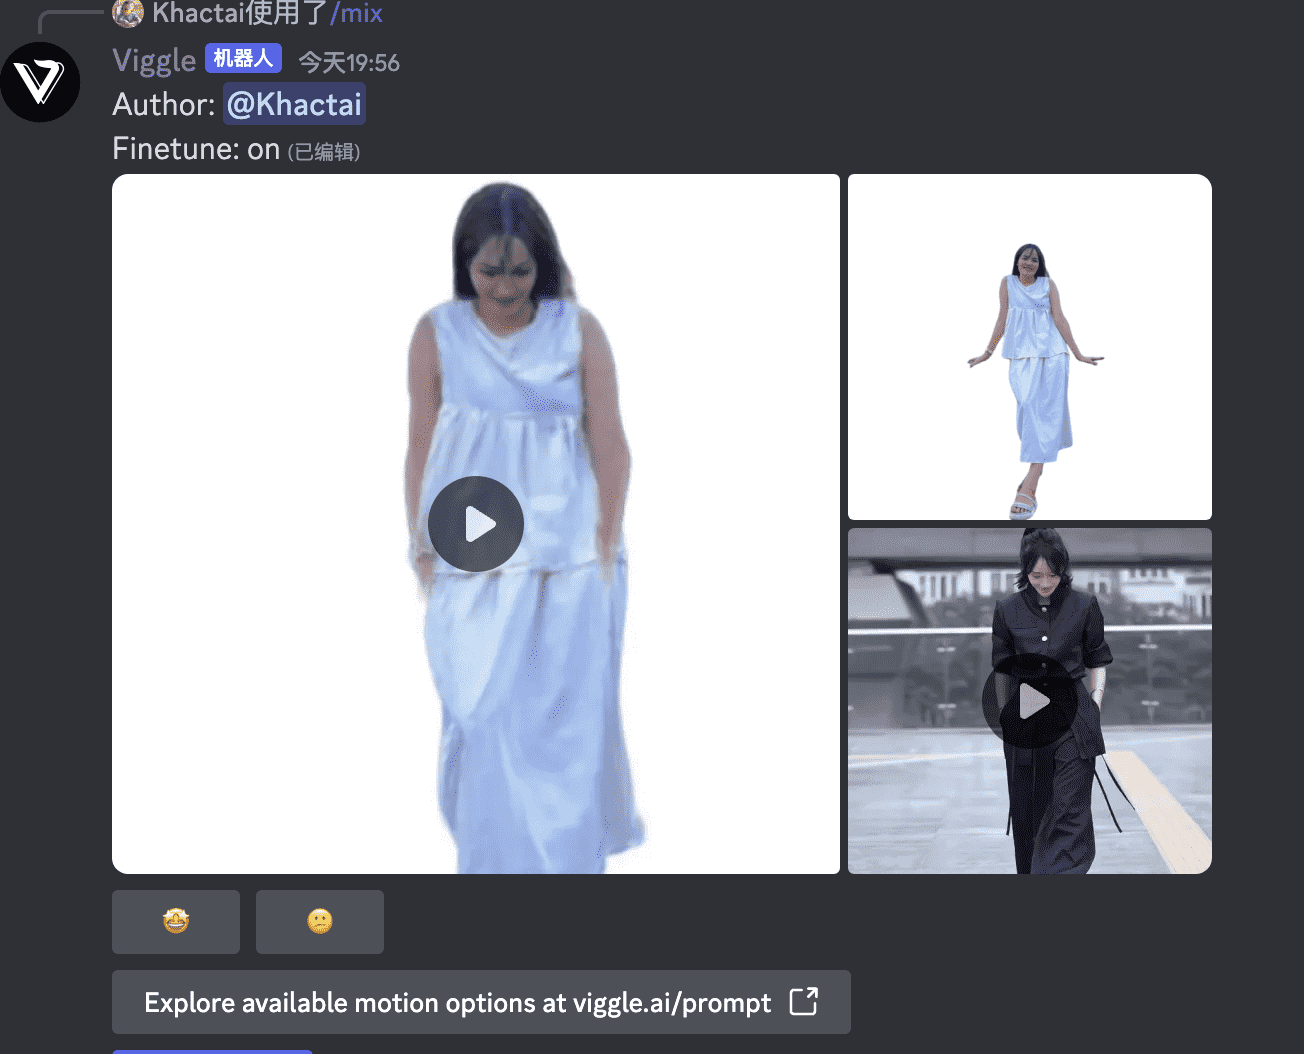 Khactai使用了/mix
Viggle 机器人 今天19:56
Author: @Khactai
Finetune: on (已编辑)
Explore available motion options at viggle.ai/prompt